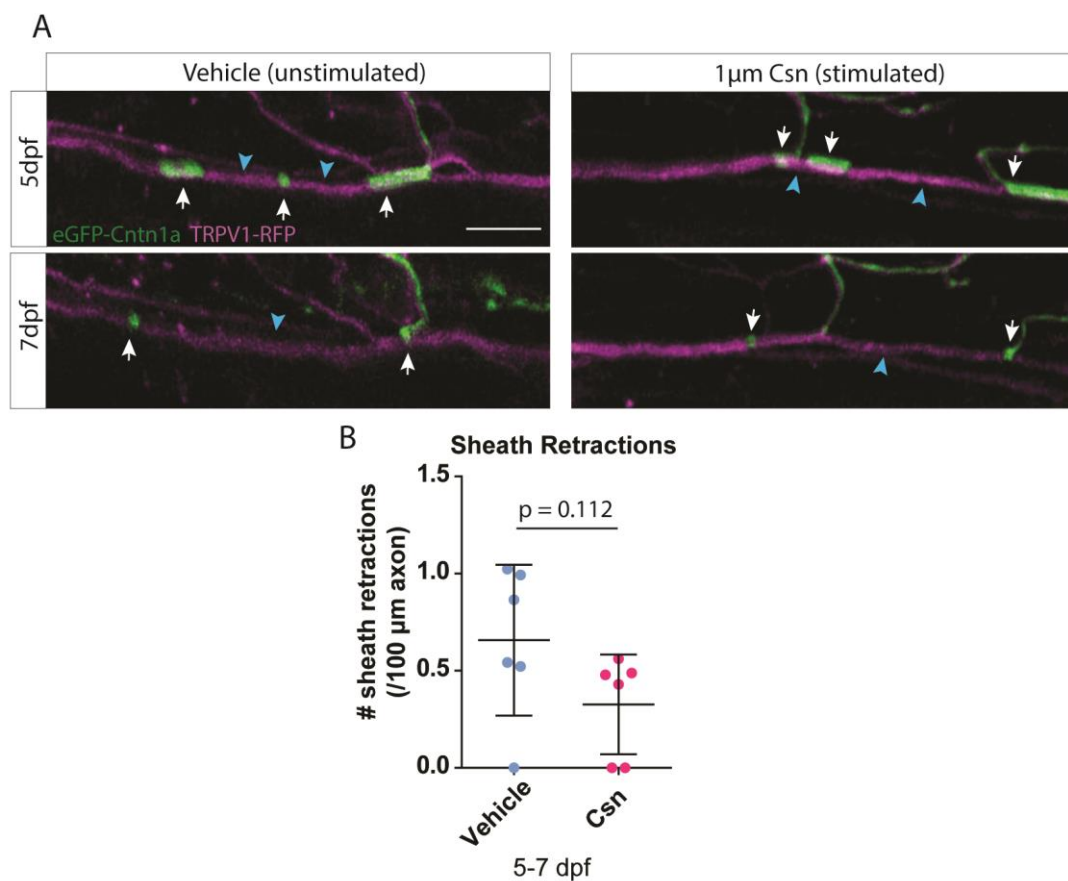 A
Vehicle (unstimulated)
1µm Csn (stimulated)
5dpf
eGFP-Cntn1a TRPV1-RFP
7dpf
B
Sheath Retractions
# sheath retractions
(/100 µm axon)
1.5
1.0
0.5
0.0
p = 0.112
Vehicle
Csn
5-7 dpf